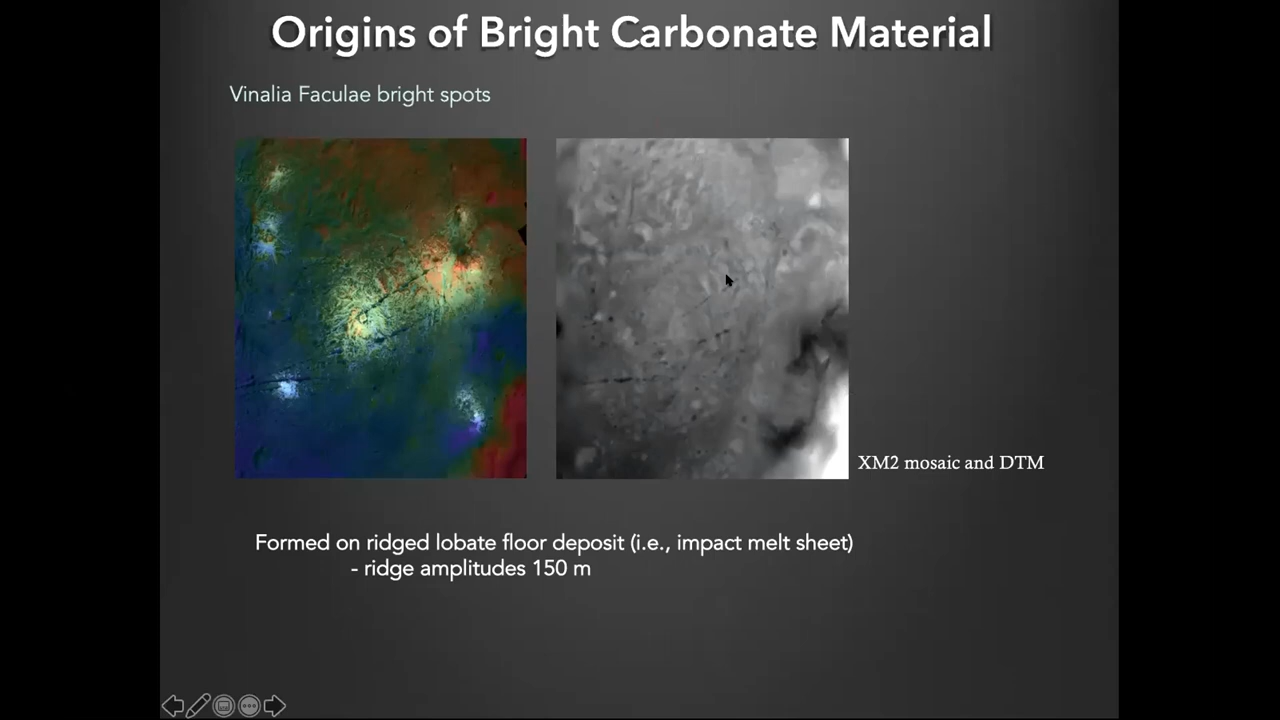 Origins of Bright Carbonate Material
Vinalia Faculae bright spots
XM2 mosaic and DTM
Formed on ridged lobate floor deposit (i.e., impact melt sheet)
- ridge amplitudes 150 m